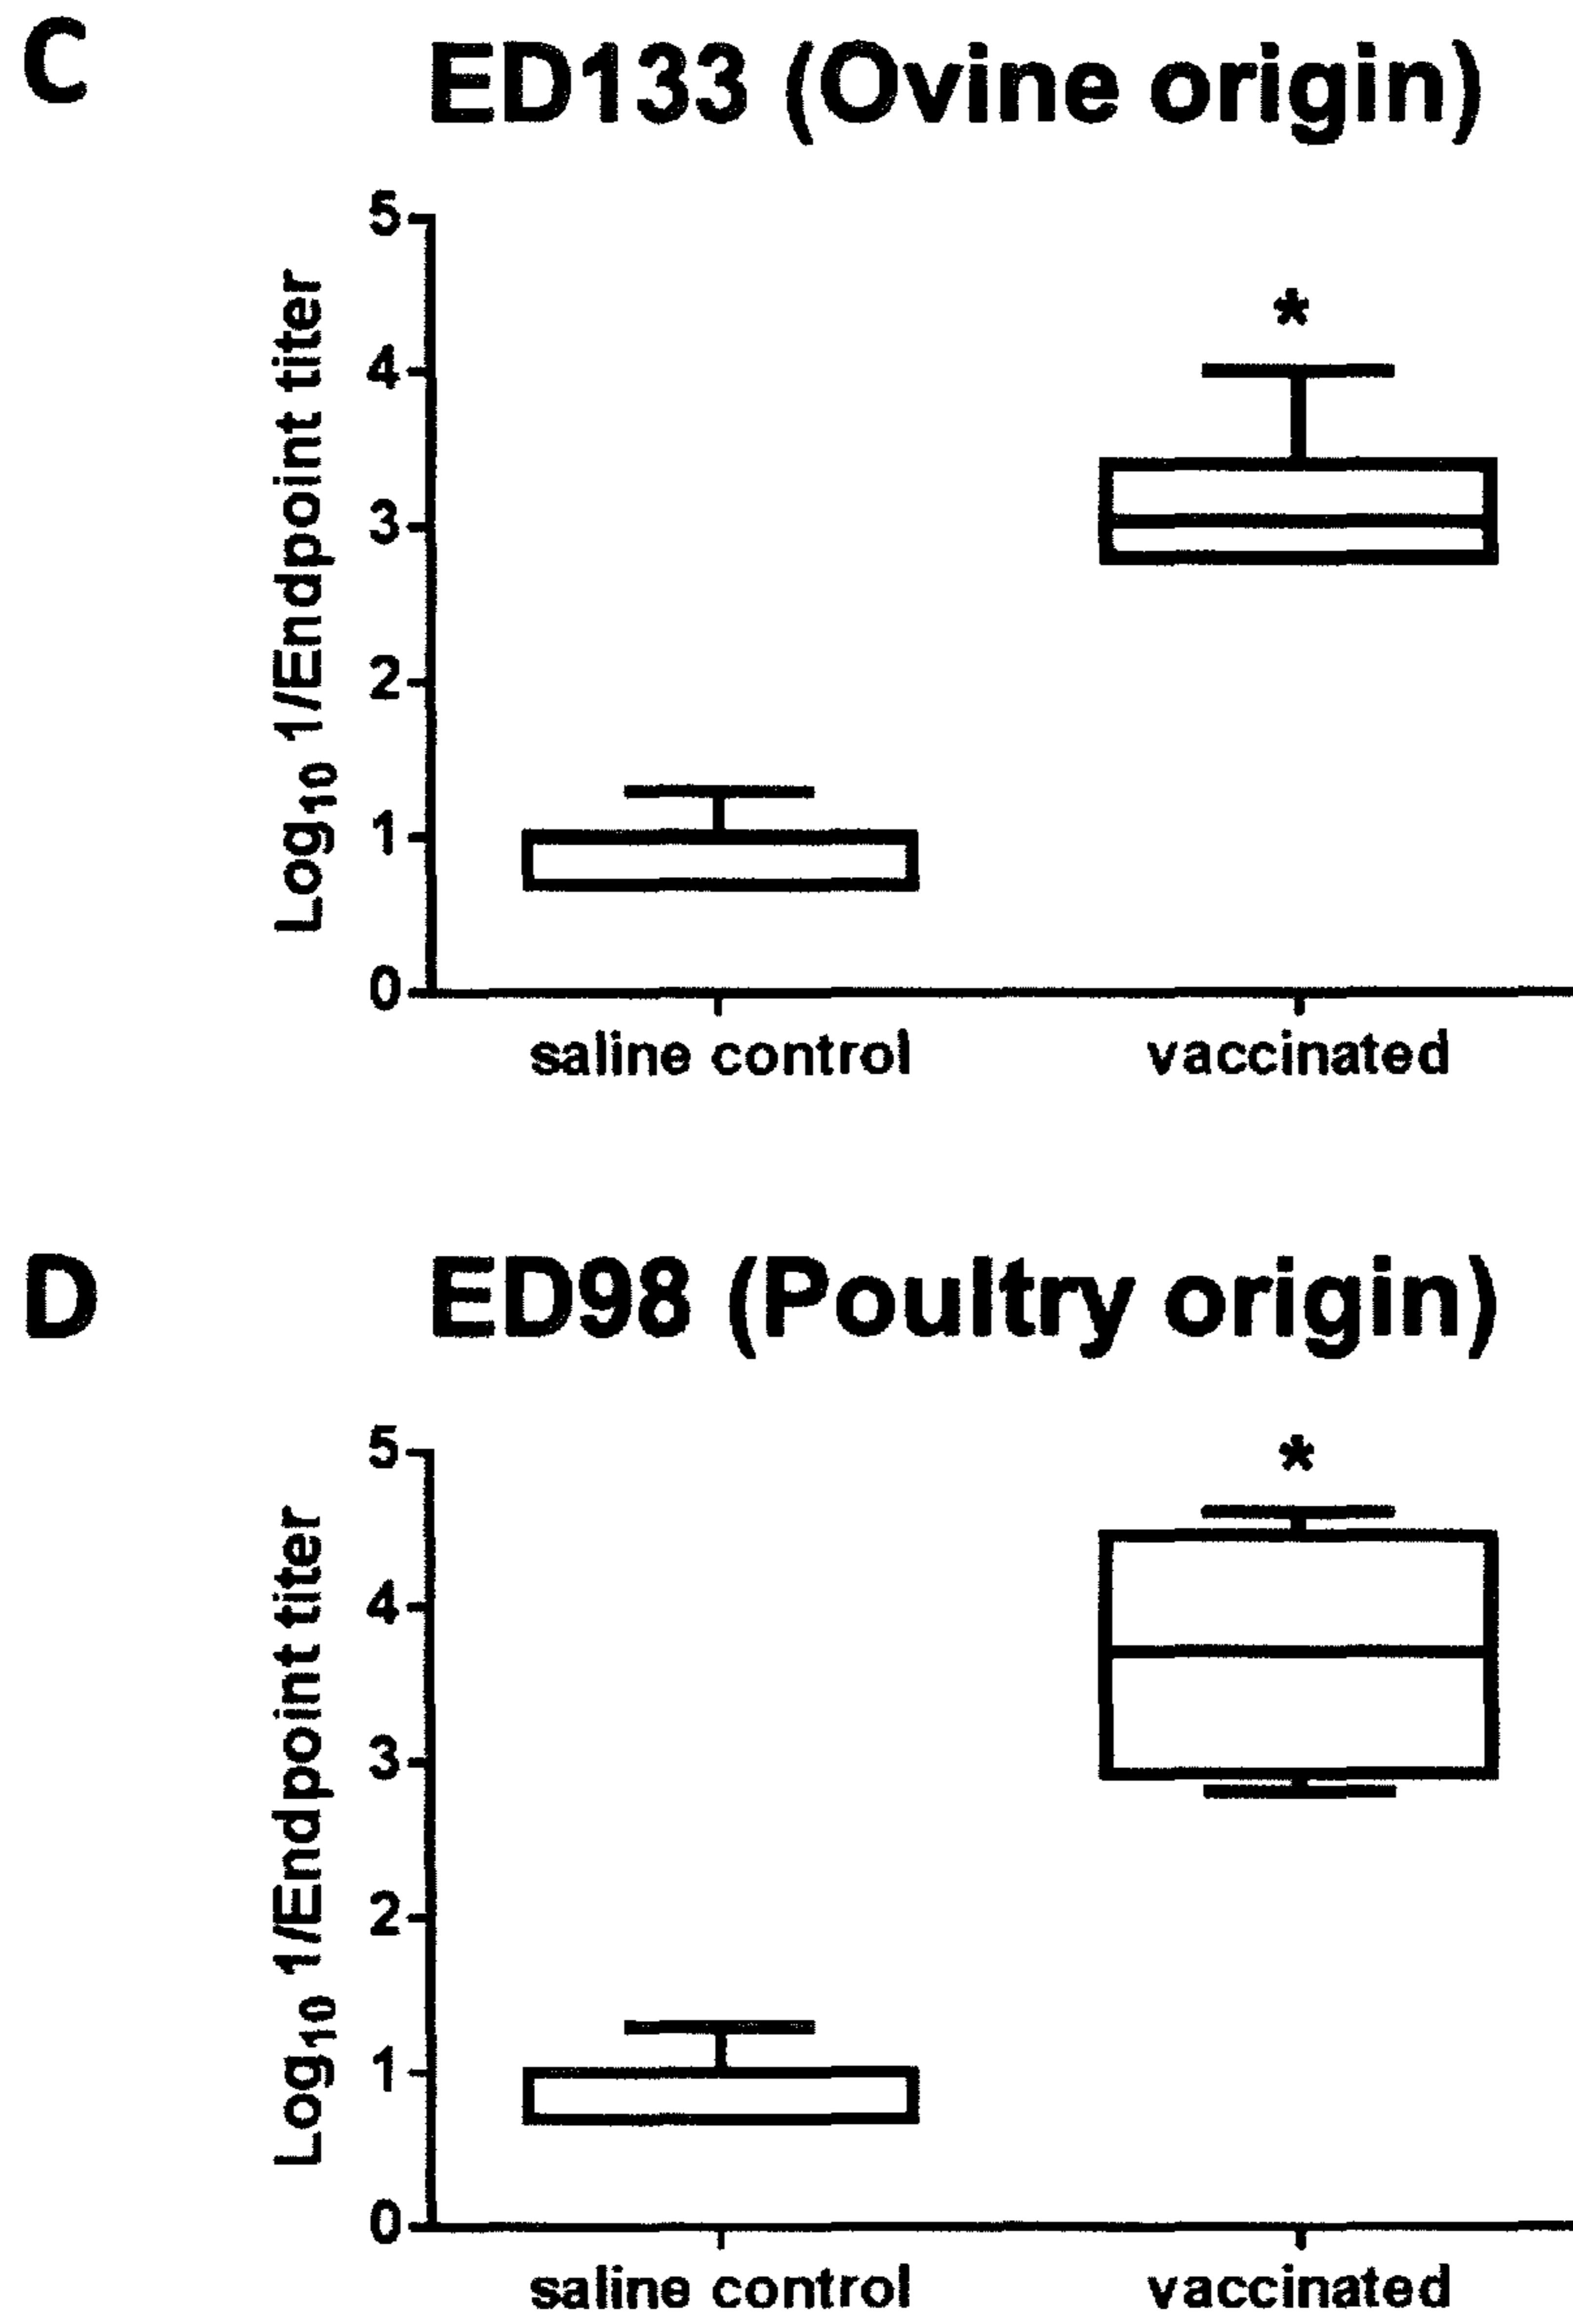 C
ED133 (Ovine origin)
Log10 1/Endpoint titer
5
4
3
2
1
0
*
saline control
vaccinated
D
ED98 (Poultry origin)
Log10 1/Endpoint titer
5
4
3
2
1
0
*
saline control
vaccinated